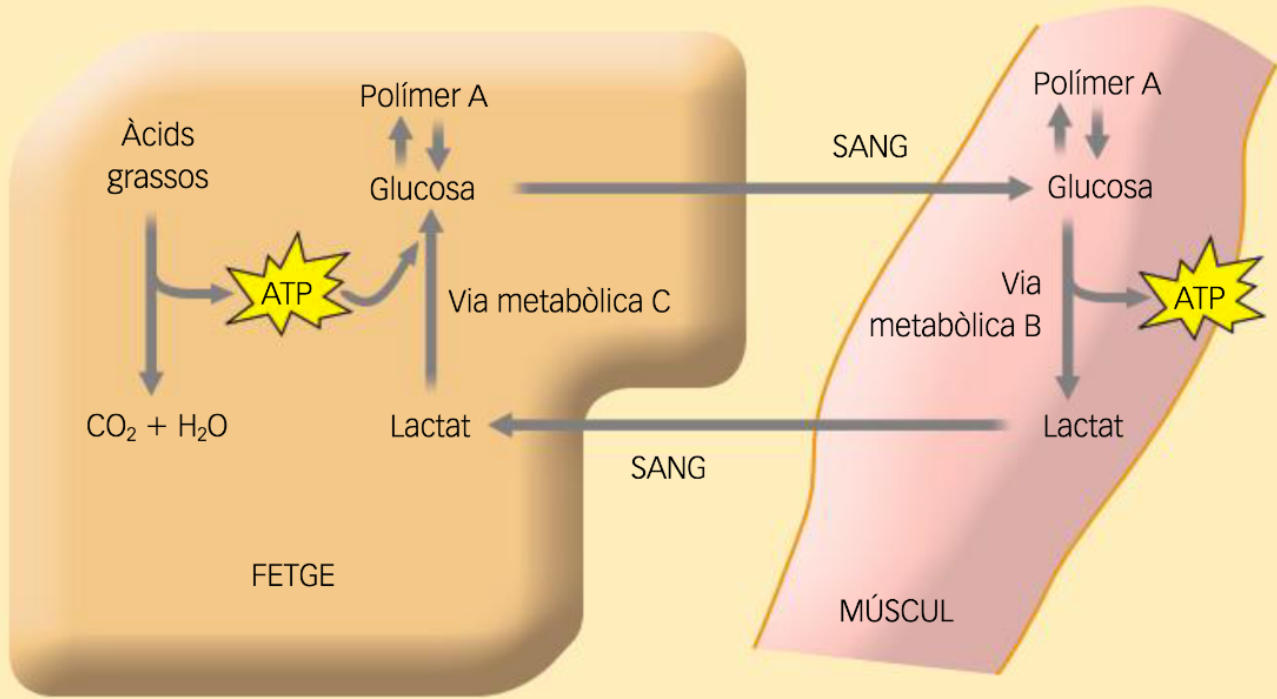 Polímer A
Polímer A
Àcids
grassos
SANG
Glucosa
Glucosa
ATP
Via metabòlica C
Via
metabòlica B
ATP
CO₂ + H₂O
Lactat
Lactat
SANG
FETGE
MÚSCUL